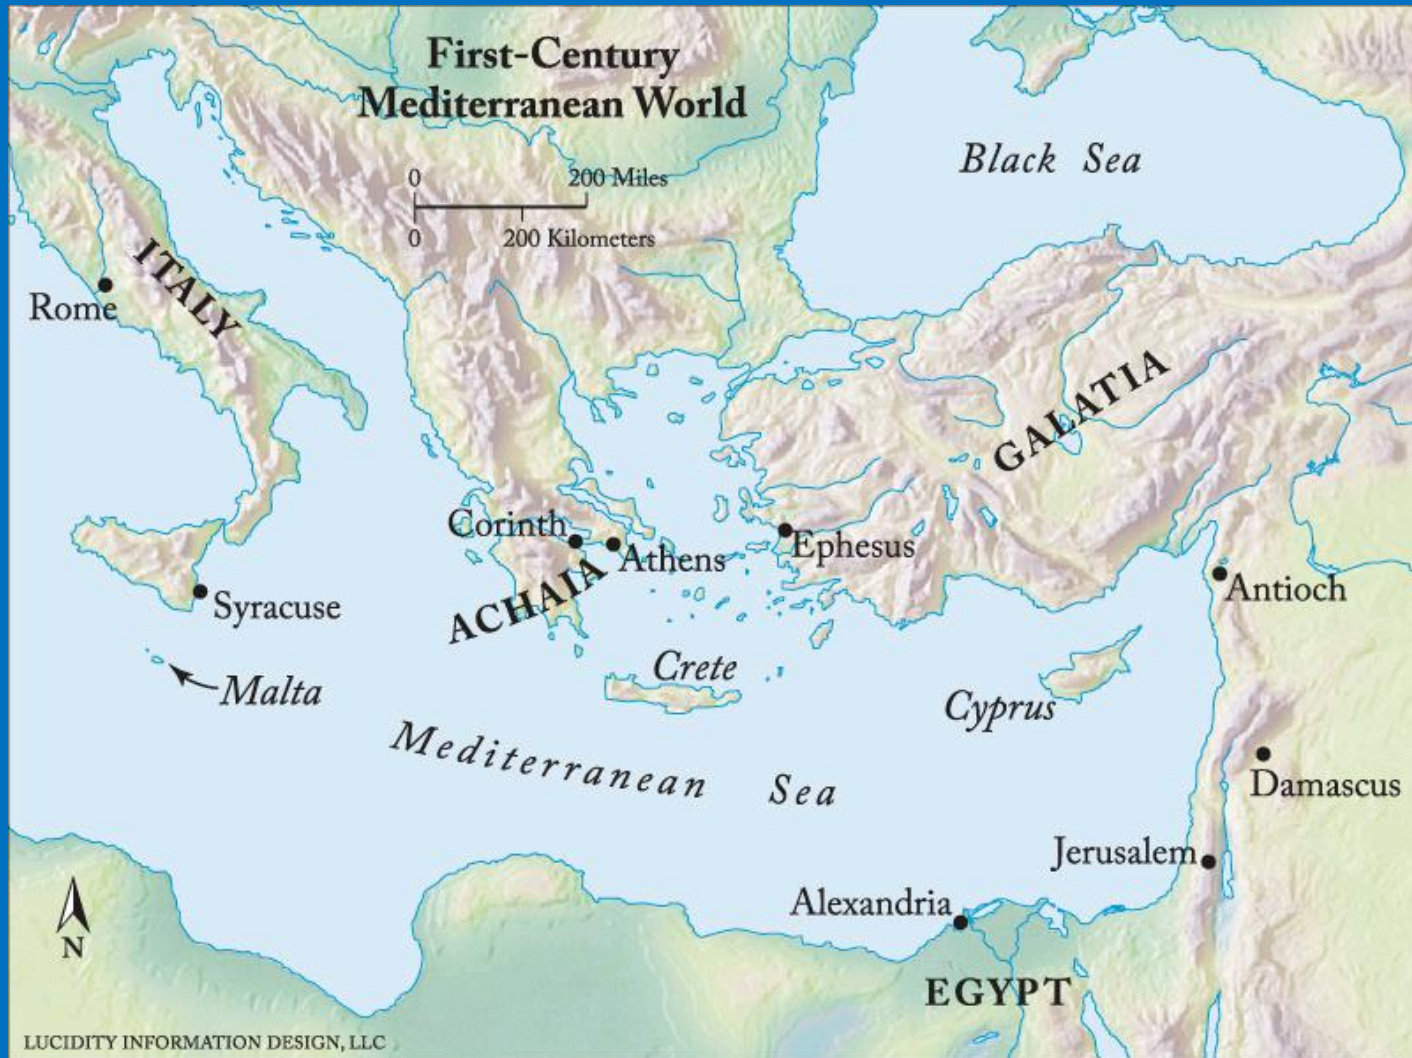 First-Century
Mediterranean World
0 200 Miles
0 200 Kilometers
Black Sea
ITALY
Rome
GALATIA
Corinth
Athens
Ephesus
ACHAIA
Antioch
Syracuse
Malta
Crete
Cyprus
Mediterranean Sea
Damascus
Jerusalem
Alexandria
N
EGYPT
LUCIDITY INFORMATION DESIGN, LLC